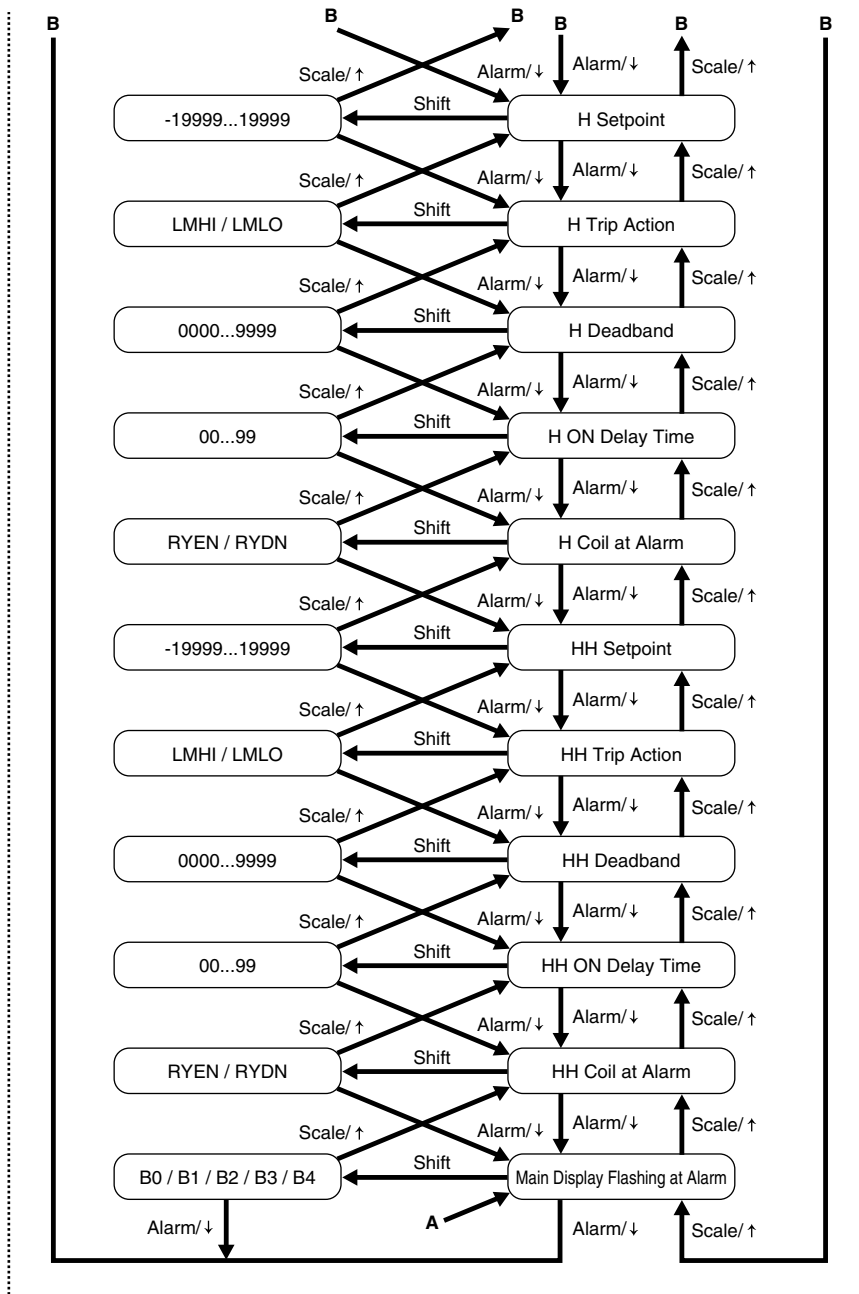 B B B B B B
Scale/↑ Alarm/↓ Alarm/↓ Scale/↑
-19999...19999 Shift H Setpoint
Scale/↑ Alarm/↓ Alarm/↓ Scale/↑
LMHI / LMLO Shift H Trip Action
Scale/↑ Alarm/↓ Alarm/↓ Scale/↑
0000...9999 Shift H Deadband
Scale/↑ Alarm/↓ Alarm/↓ Scale/↑
00...99 Shift H ON Delay Time
Scale/↑ Alarm/↓ Alarm/↓ Scale/↑
RYEN / RYDN Shift H Coil at Alarm
Scale/↑ Alarm/↓ Alarm/↓ Scale/↑
-19999...19999 Shift HH Setpoint
Scale/↑ Alarm/↓ Alarm/↓ Scale/↑
LMHI / LMLO Shift HH Trip Action
Scale/↑ Alarm/↓ Alarm/↓ Scale/↑
0000...9999 Shift HH Deadband
Scale/↑ Alarm/↓ Alarm/↓ Scale/↑
00...99 Shift HH ON Delay Time
Scale/↑ Alarm/↓ Alarm/↓ Scale/↑
RYEN / RYDN Shift HH Coil at Alarm
Scale/↑ Alarm/↓ Alarm/↓ Scale/↑
B0 / B1 / B2 / B3 / B4 Shift Main Display Flashing at Alarm
Alarm/↓ A Alarm/↓ Scale/↑